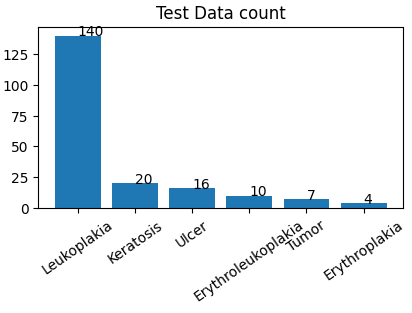 Test Data count
140
125
100
75
50
25
0
20
16
10
7
4
Leukoplakia
Keratosis
Ulcer
Erythroleukoplakia
Tumor
Erythroplakia